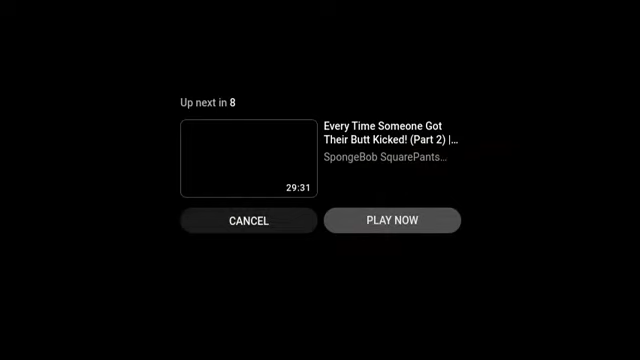 Up next in 8
Every Time Someone Got
Their Butt Kicked! (Part 2) |...
SpongeBob SquarePants...
29:31
CANCEL
PLAY NOW